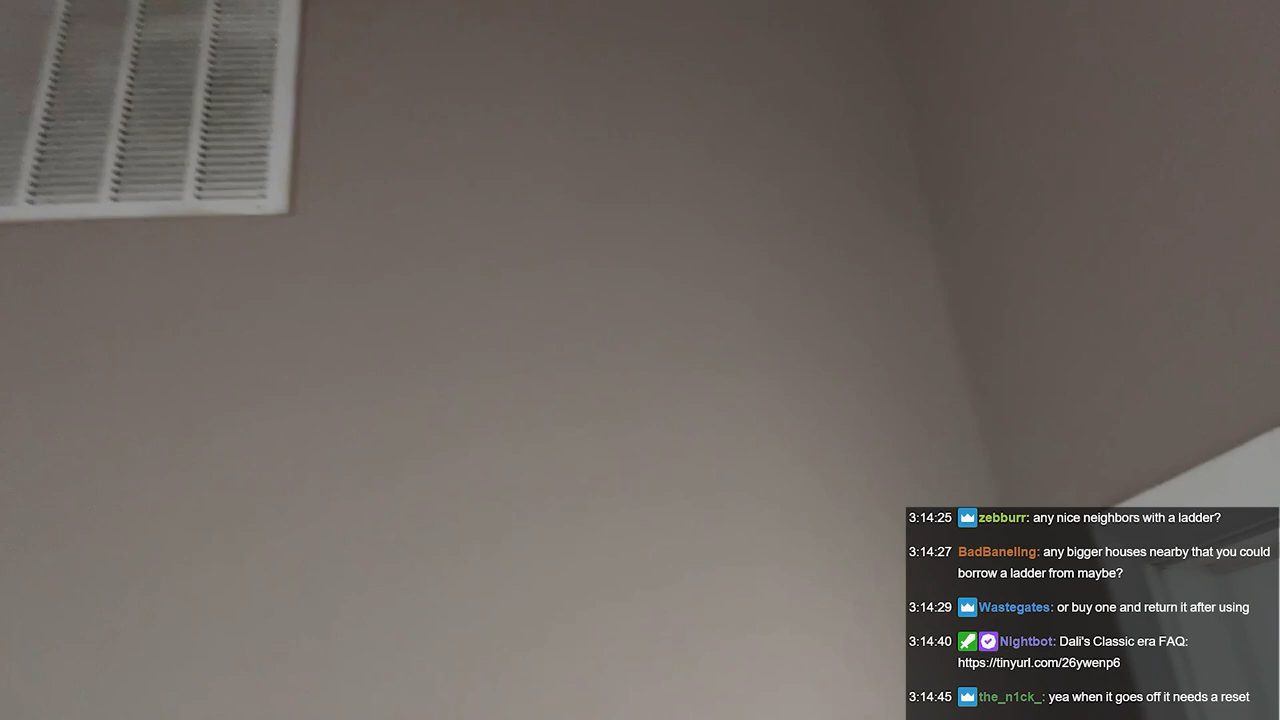 3:14:25 zebburr: any nice neighbors with a ladder?
3:14:27 BadBaneling: any bigger houses nearby that you could
borrow a ladder from maybe?
3:14:29 Wastegates: or buy one and return it after using
3:14:40 Nightbot: Dali's Classic era FAQ:
https://tinyurl.com/26ywenp6
3:14:45 the_n1ck_: yea when it goes off it needs a reset